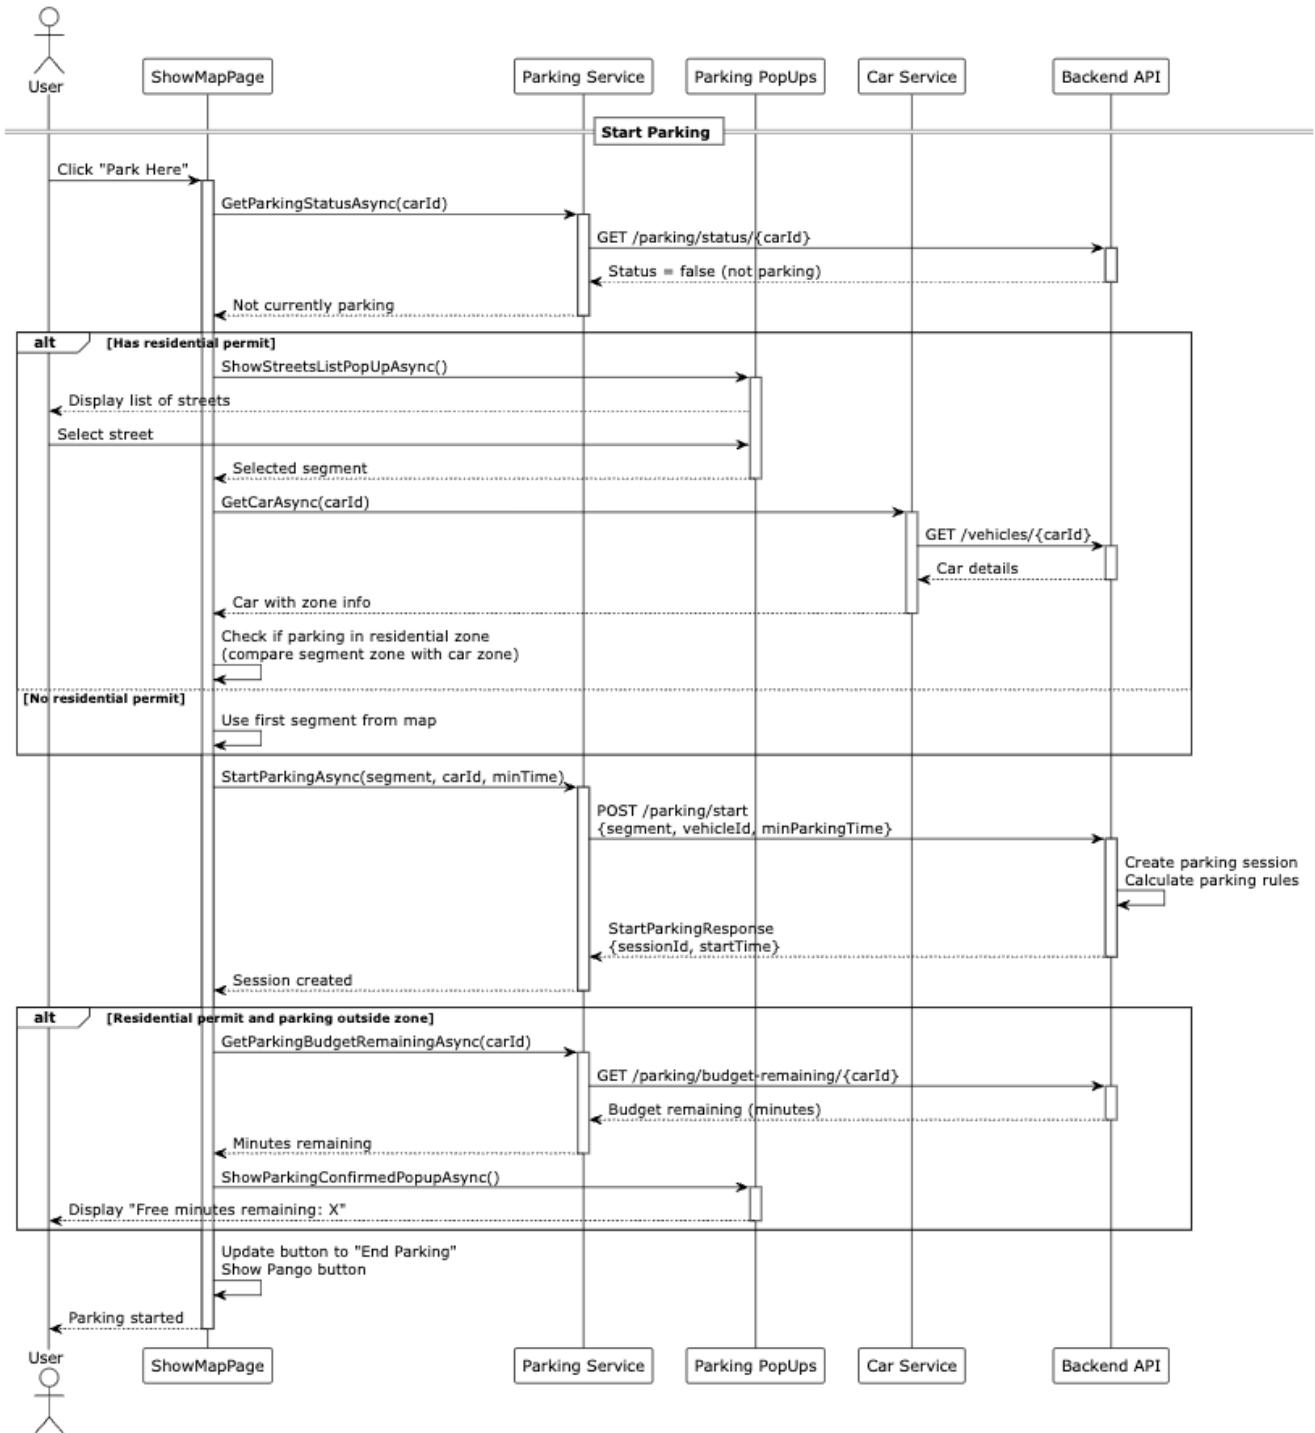 User
ShowMapPage
Parking Service
Parking PopUps
Car Service
Backend API
Start Parking
Click "Park Here"
GetParkingStatusAsync(carId)
GET /parking/status/{carId}
Status = false (not parking)
Not currently parking
alt
[Has residential permit]
ShowStreetsListPopUpAsync()
Display list of streets
Select street
Selected segment
GetCarAsync(carId)
GET /vehicles/{carId}
Car details
Car with zone info
Check if parking in residential zone
(compare segment zone with car zone)
[No residential permit]
Use first segment from map
StartParkingAsync(segment, carId, minTime)
POST /parking/start
{segment, vehicleId, minParkingTime}
Create parking session
Calculate parking rules
StartParkingResponse
{sessionId, startTime}
Session created
alt
[Residential permit and parking outside zone]
GetParkingBudgetRemainingAsync(carId)
GET /parking/budget-remaining/{carId}
Budget remaining (minutes)
Minutes remaining
ShowParkingConfirmedPopupAsync()
Display "Free minutes remaining: X"
Update button to "End Parking"
Show Pango button
Parking started
User
ShowMapPage
Parking Service
Parking PopUps
Car Service
Backend API